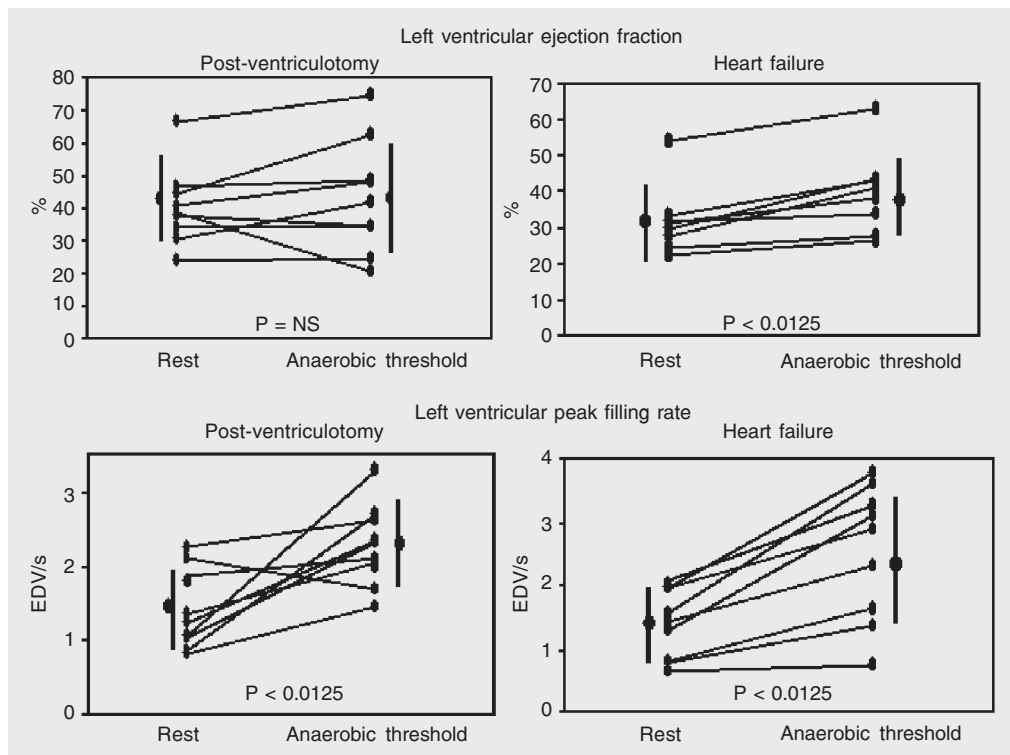 Left ventricular ejection fraction
Post-ventriculotomy
Heart failure
80
70
60
50
40
30
20
10
0
%
P = NS
Rest Anaerobic threshold
70
60
50
40
30
20
10
0
%
P < 0.0125
Rest Anaerobic threshold
Left ventricular peak filling rate
Post-ventriculotomy
Heart failure
3
2
1
0
EDV/s
P < 0.0125
Rest Anaerobic threshold
4
3
2
1
0
EDV/s
P < 0.0125
Rest Anaerobic threshold